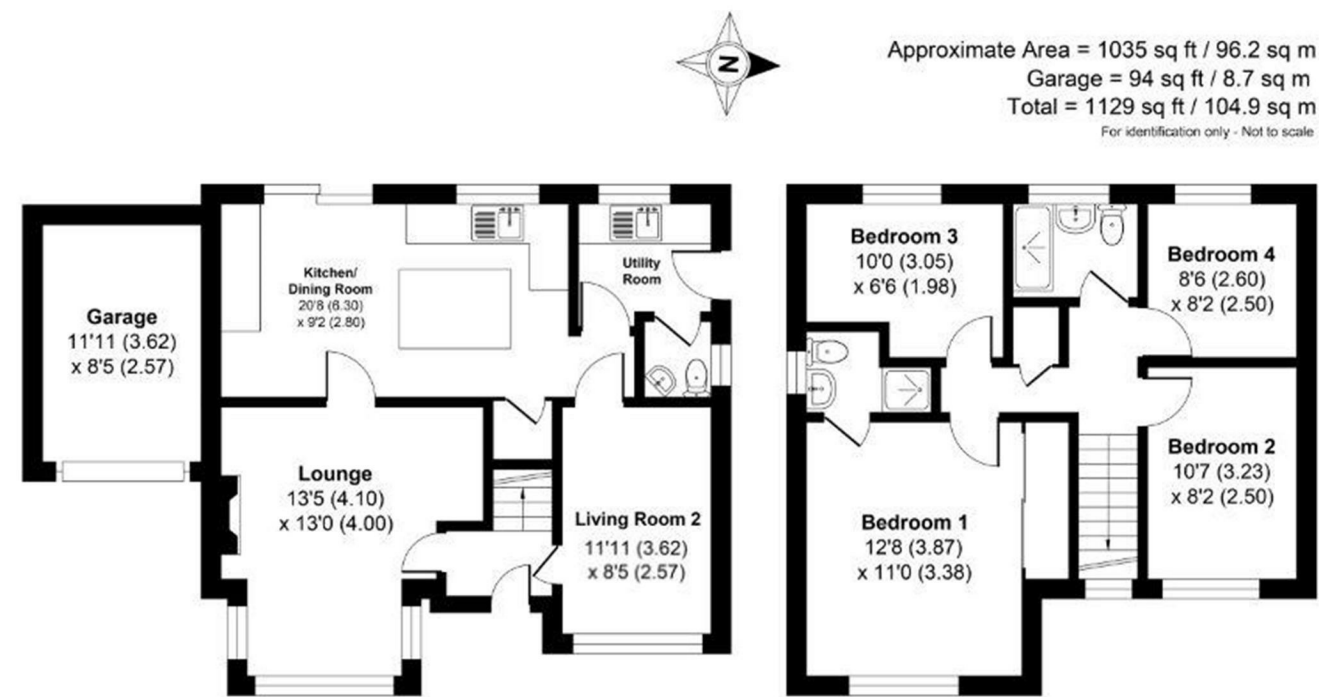 N
Approximate Area = 1035 sq ft / 96.2 sq m
Garage = 94 sq ft / 8.7 sq m
Total = 1129 sq ft / 104.9 sq m
For identification only - Not to scale
Garage
11'11 (3.62)
x 8'5 (2.57)
Kitchen/
Dining Room
20'8 (6.30)
x 9'2 (2.80)
Utility
Room
Lounge
13'5 (4.10)
x 13'0 (4.00)
Living Room 2
11'11 (3.62)
x 8'5 (2.57)
Bedroom 3
10'0 (3.05)
x 6'6 (1.98)
Bedroom 4
8'6 (2.60)
x 8'2 (2.50)
Bedroom 1
12'8 (3.87)
x 11'0 (3.38)
Bedroom 2
10'7 (3.23)
x 8'2 (2.50)